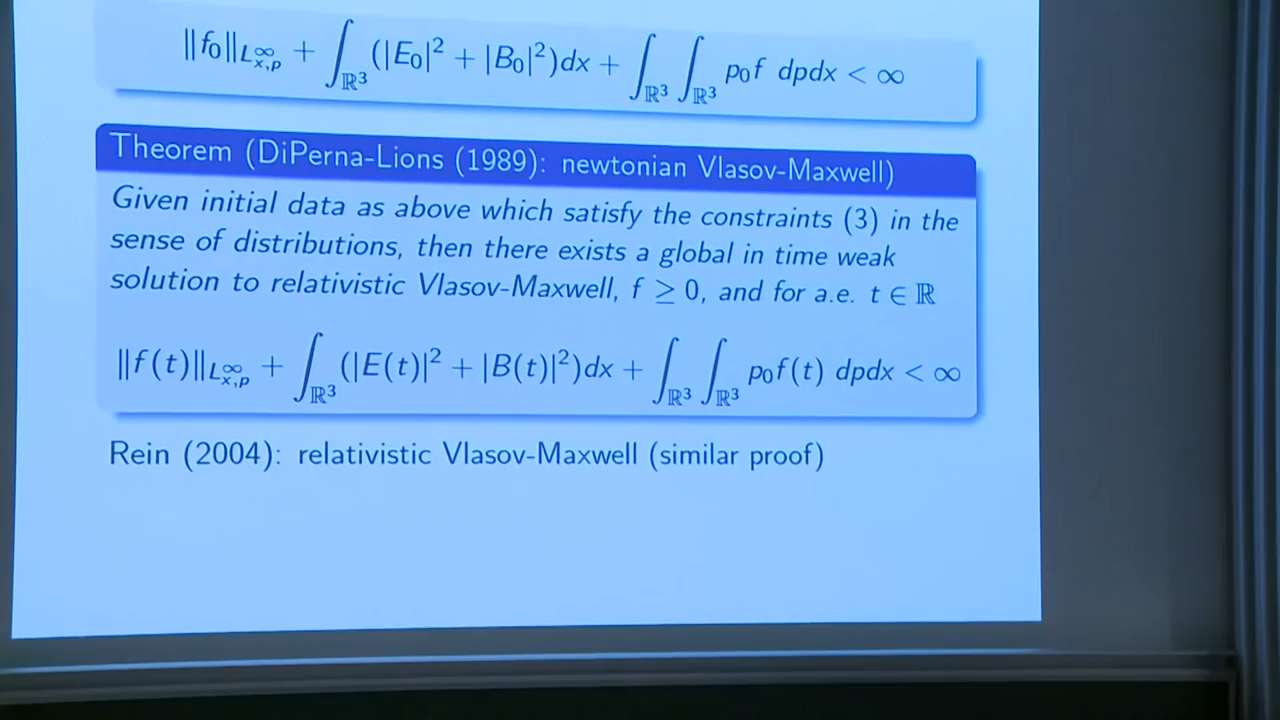 ‖f₀‖_{L^∞_{x,p}} + ∫_{ℝ³} (|E₀|² + |B₀|²)dx + ∫_{ℝ³} ∫_{ℝ³} p₀f dpdx < ∞
Theorem (DiPerna-Lions (1989): newtonian Vlasov-Maxwell)
Given initial data as above which satisfy the constraints (3) in the
sense of distributions, then there exists a global in time weak
solution to relativistic Vlasov-Maxwell, f ≥ 0, and for a.e. t ∈ ℝ
‖f(t)‖_{L^∞_{x,p}} + ∫_{ℝ³} (|E(t)|² + |B(t)|²)dx + ∫_{ℝ³} ∫_{ℝ³} p₀f(t) dpdx < ∞
Rein (2004): relativistic Vlasov-Maxwell (similar proof)